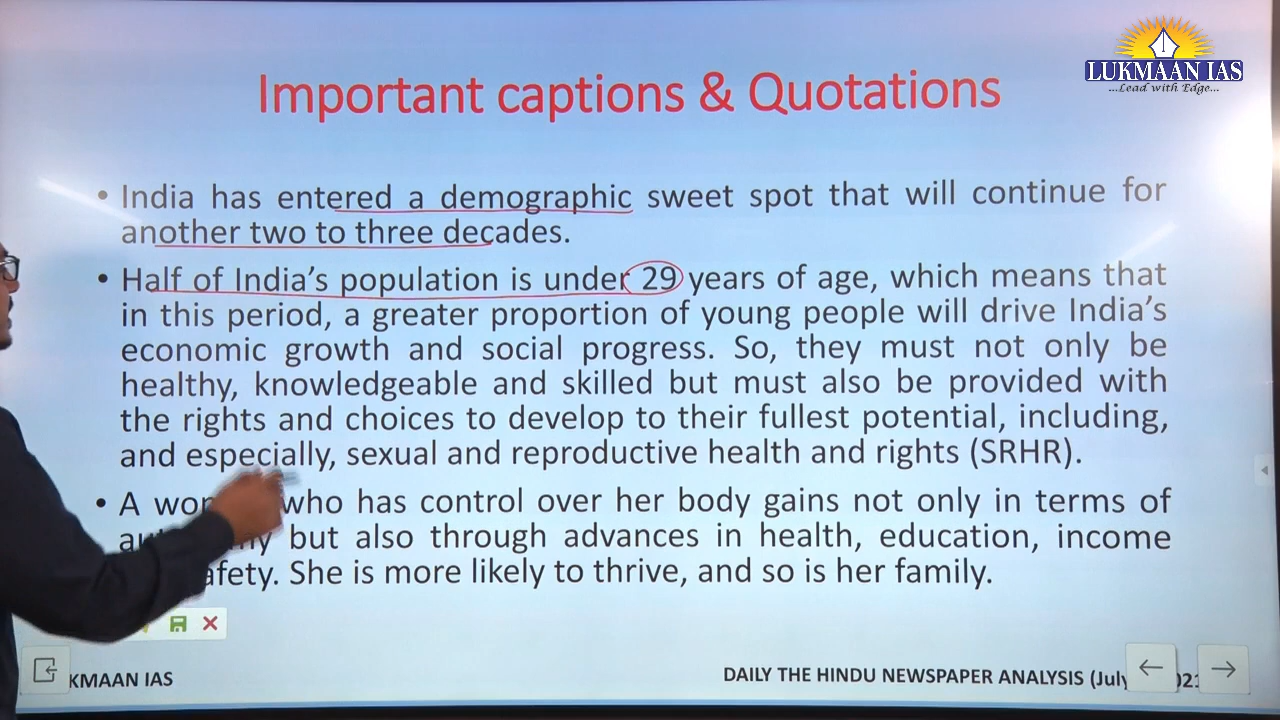 LUKMAAN IAS
...Lead with Edge...
Important captions & Quotations
• India has entered a demographic sweet spot that will continue for
another two to three decades.
• Half of India's population is under 29 years of age, which means that
in this period, a greater proportion of young people will drive India's
economic growth and social progress. So, they must not only be
healthy, knowledgeable and skilled but must also be provided with
the rights and choices to develop to their fullest potential, including,
and especially, sexual and reproductive health and rights (SRHR).
• A who has control over her body gains not only in terms of
but also through advances in health, education, income
She is more likely to thrive, and so is her family.
KMAAN IAS
DAILY THE HINDU NEWSPAPER ANALYSIS (July